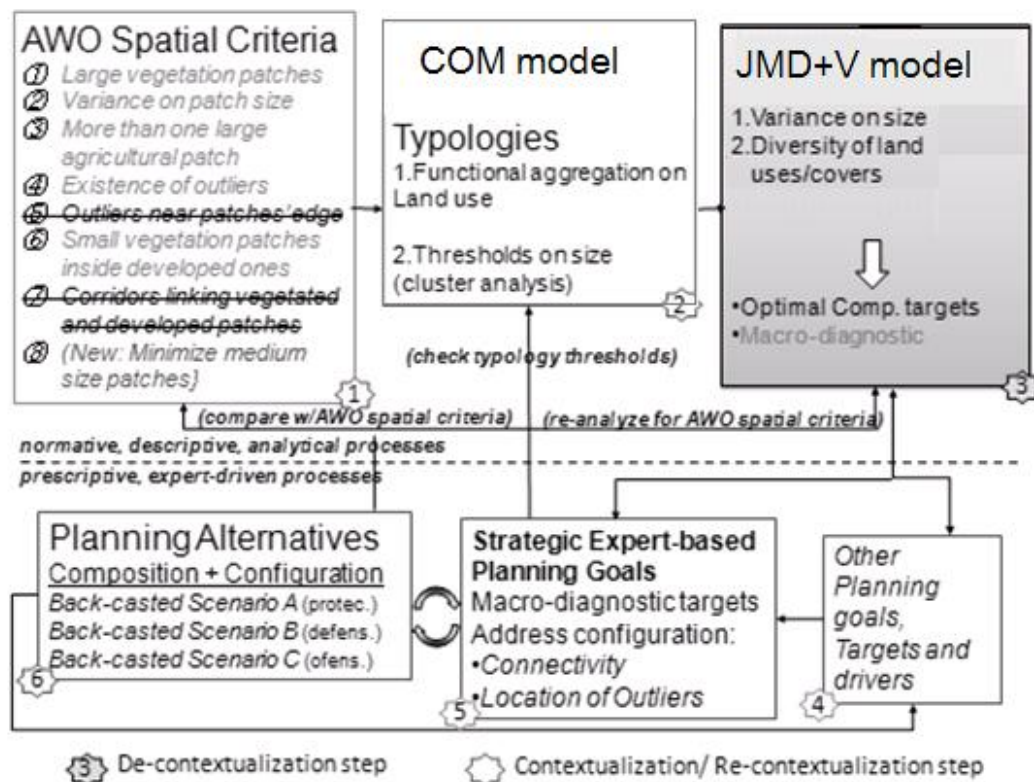 AWO Spatial Criteria
① Large vegetation patches
② Variance on patch size
③ More than one large
agricultural patch
④ Existence of outliers
⑤ Outliers near patches' edge
⑥ Small vegetation patches
inside developed ones
⑦ Corridors linking vegetated
and developed patches
⑧ (New: Minimize medium
size patches}
1
COM model
Typologies
1.Functional aggregation on
Land use
2.Thresholds on size
(cluster analysis)
2
JMD+V model
1.Variance on size
2.Diversity of land
uses/covers
•Optimal Comp. targets
•Macro-diagnostic
3
(check typology thresholds)
(compare w/AWO spatial criteria)
(re-analyze for AWO spatial criteria)
normative, descriptive, analytical processes
prescriptive, expert-driven processes
Planning Alternatives
Composition + Configuration
Back-casted Scenario A (protec.)
Back-casted Scenario B (defens.)
Back-casted Scenario C (ofens.)
6
Strategic Expert-based
Planning Goals
Macro-diagnostic targets
Address configuration:
•Connectivity
•Location of Outliers
5
Other
Planning
goals,
Targets and
drivers
4
3 De-contextualization step
Contextualization/ Re-contextualization step